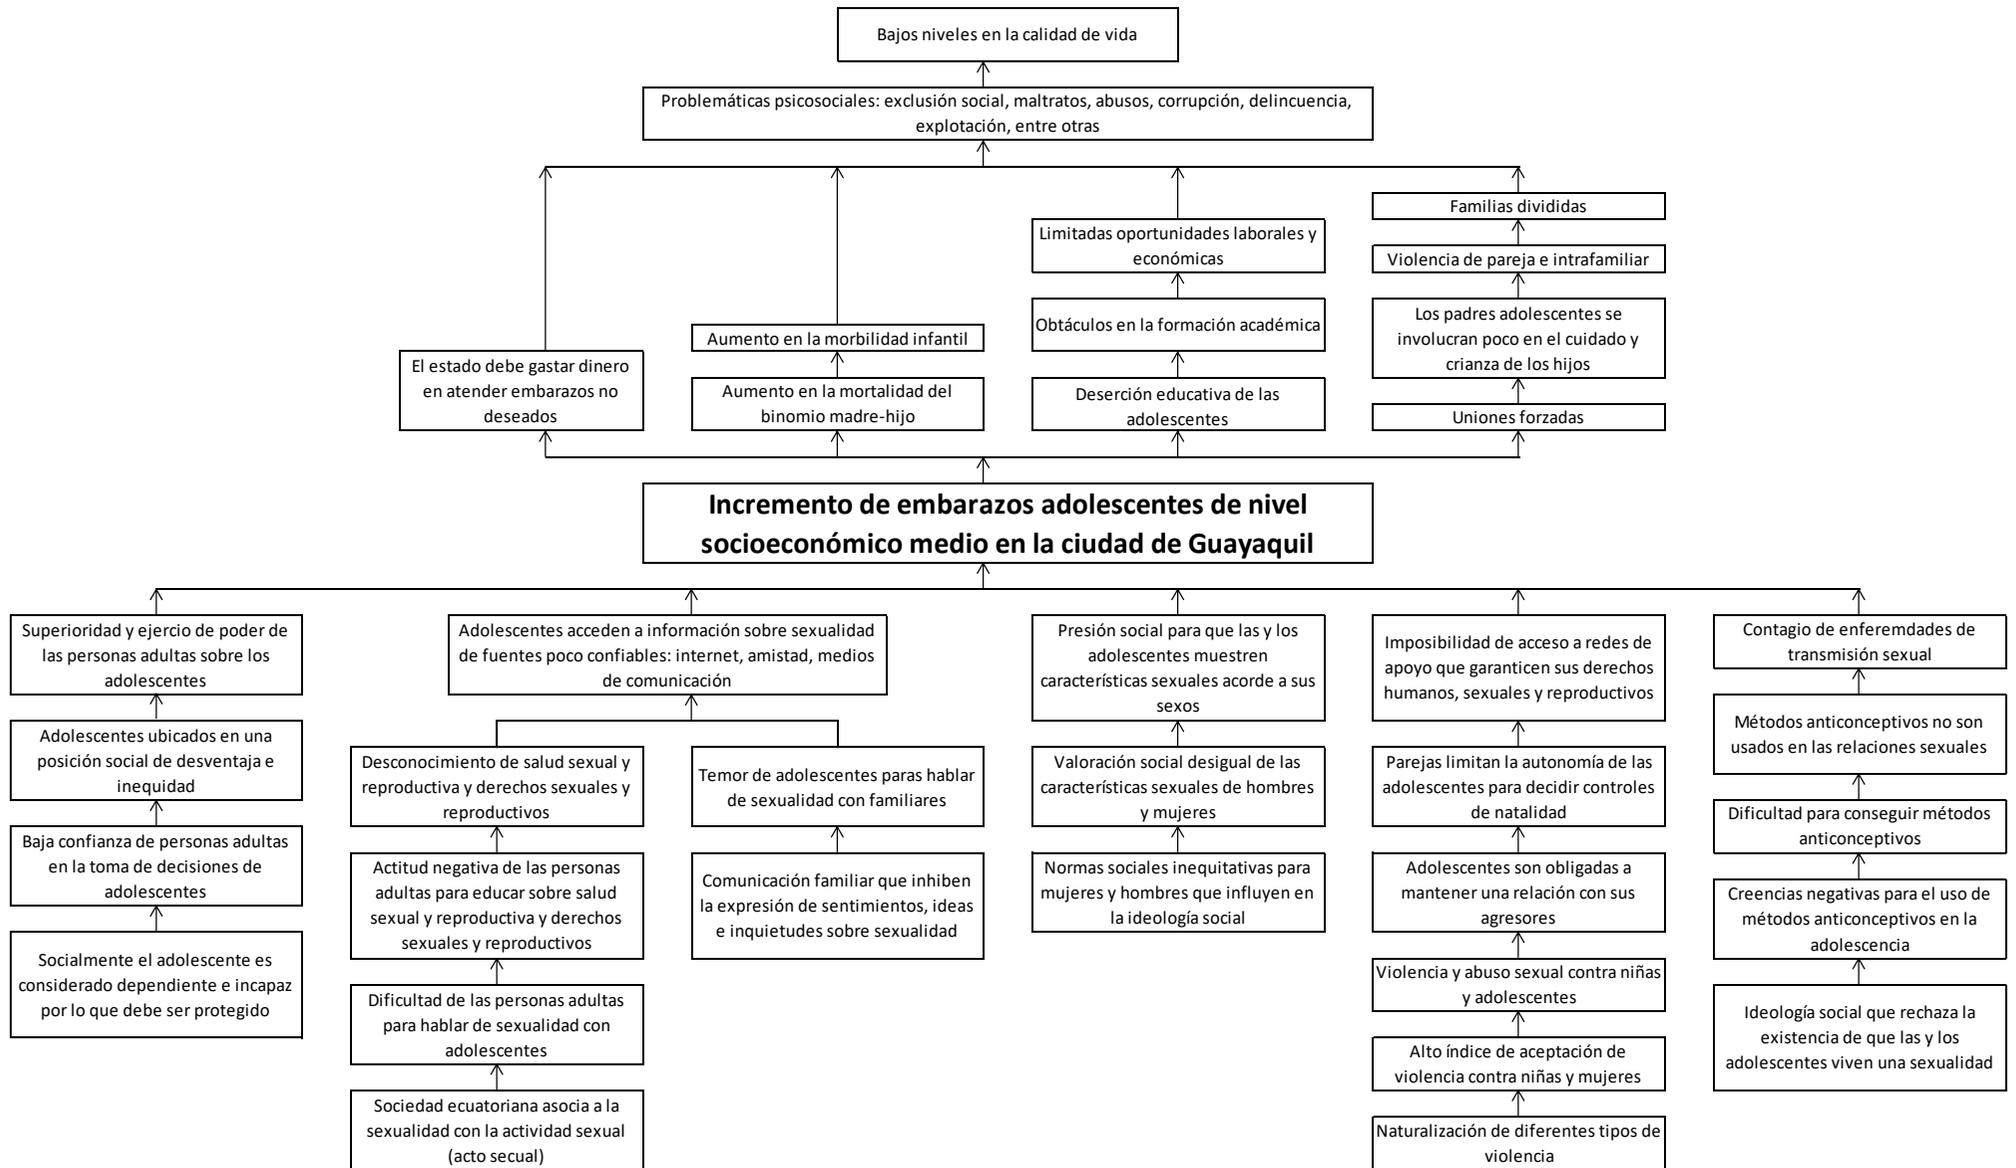 Bajos niveles en la calidad de vida
Problemáticas psicosociales: exclusión social, maltratos, abusos, corrupción, delincuencia,
explotación, entre otras
El estado debe gastar dinero
en atender embarazos no
deseados
Aumento en la morbilidad infantil
Aumento en la mortalidad del
binomio madre-hijo
Limitadas oportunidades laborales y
económicas
Obtáculos en la formación académica
Deserción educativa de las
adolescentes
Familias divididas
Violencia de pareja e intrafamiliar
Los padres adolescentes se
involucran poco en el cuidado y
crianza de los hijos
Uniones forzadas
Incremento de embarazos adolescentes de nivel
socioeconómico medio en la ciudad de Guayaquil
Superioridad y ejercio de poder de
las personas adultas sobre los
adolescentes
Adolescentes ubicados en una
posición social de desventaja e
inequidad
Baja confianza de personas adultas
en la toma de decisiones de
adolescentes
Socialmente el adolescente es
considerado dependiente e incapaz
por lo que debe ser protegido
Adolescentes acceden a información sobre sexualidad
de fuentes poco confiables: internet, amistad, medios
de comunicación
Desconocimiento de salud sexual y
reproductiva y derechos sexuales y
reproductivos
Actitud negativa de las personas
adultas para educar sobre salud
sexual y reproductiva y derechos
sexuales y reproductivos
Dificultad de las personas adultas
para hablar de sexualidad con
adolescentes
Sociedad ecuatoriana asocia a la
sexualidad con la actividad sexual
(acto secual)
Temor de adolescentes paras hablar
de sexualidad con familiares
Comunicación familiar que inhiben
la expresión de sentimientos, ideas
e inquietudes sobre sexualidad
Presión social para que las y los
adolescentes muestren
características sexuales acorde a sus
sexos
Valoración social desigual de las
características sexuales de hombres
y mujeres
Normas sociales inequitativas para
mujeres y hombres que influyen en
la ideología social
Imposibilidad de acceso a redes de
apoyo que garanticen sus derechos
humanos, sexuales y reproductivos
Parejas limitan la autonomía de las
adolescentes para decidir controles
de natalidad
Adolescentes son obligadas a
mantener una relación con sus
agresores
Violencia y abuso sexual contra niñas
y adolescentes
Alto índice de aceptación de
violencia contra niñas y mujeres
Naturalización de diferentes tipos de
violencia
Contagio de enferemdades de
transmisión sexual
Métodos anticonceptivos no son
usados en las relaciones sexuales
Dificultad para conseguir métodos
anticonceptivos
Creencias negativas para el uso de
métodos anticonceptivos en la
adolescencia
Ideología social que rechaza la
existencia de que las y los
adolescentes viven una sexualidad